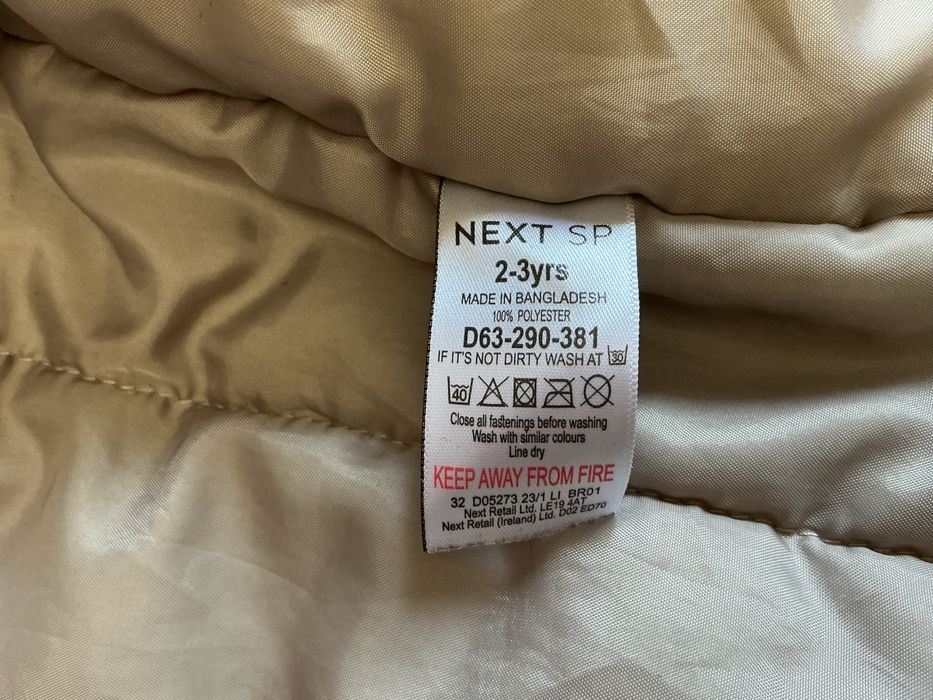 NEXT SP
2-3yrs
MADE IN BANGLADESH
100% POLYESTER
D63-290-381
IF IT'S NOT DIRTY WASH AT 30
40
Close all fastenings before washing
Wash with similar colours
Line dry
KEEP AWAY FROM FIRE
32 D05273 23/1 LI BR01
Next Retail Ltd. LE19 4AT
Next Retail (Ireland) Ltd. D02 ED70